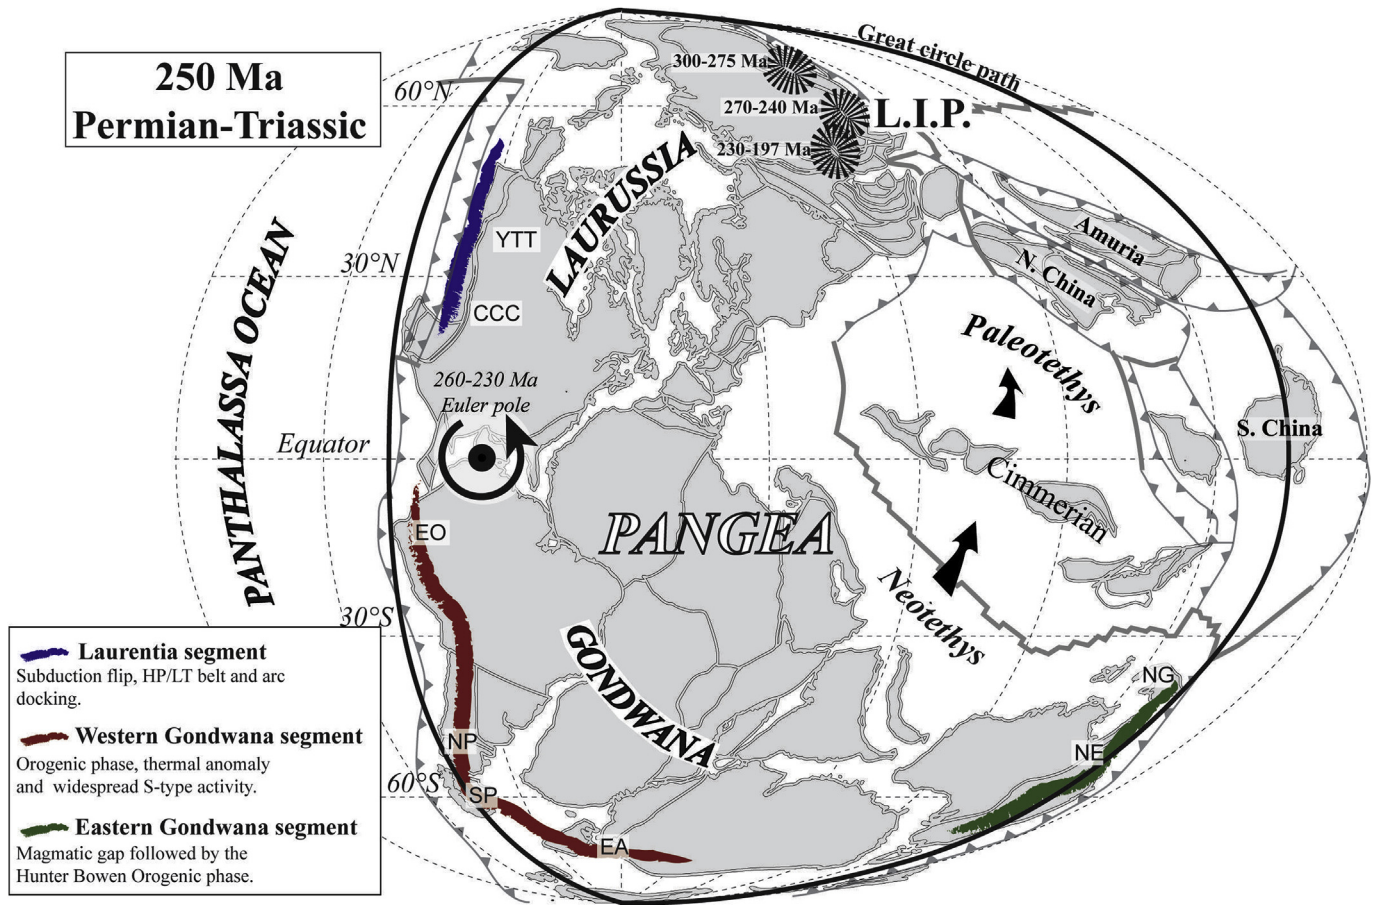 250 Ma
Permian-Triassic
60°N
300-275 Ma
270-240 Ma
230-197 Ma
L.I.P.
Great circle path
LAURUSSIA
YTT
CCC
30°N
PANTHALASSA OCEAN
Amuria
N. China
Paleotethys
260-230 Ma
Euler pole
Equator
S. China
Cimmerian
EO
PANGEA
Neotethys
30°S
GONDWANA
NG
NE
NP
60°S
SP
EA
Laurentia segment
Subduction flip, HP/LT belt and arc
docking.
Western Gondwana segment
Orogenic phase, thermal anomaly
and widespread S-type activity.
Eastern Gondwana segment
Magmatic gap followed by the
Hunter Bowen Orogenic phase.